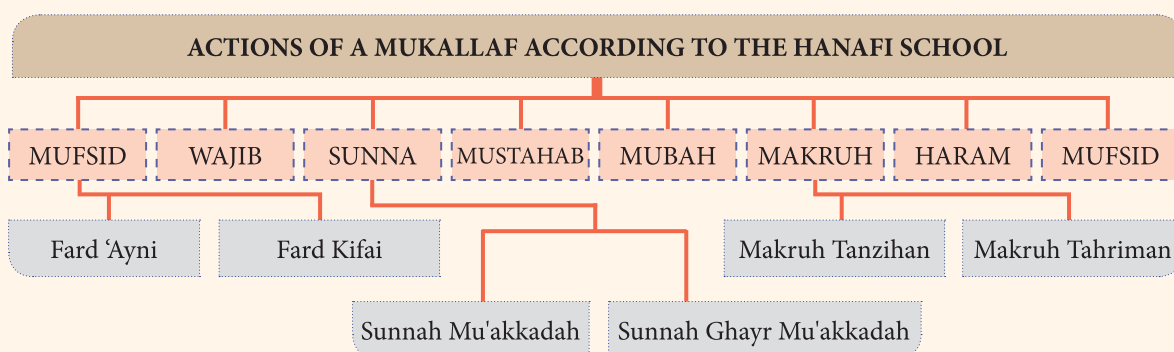 ACTIONS OF A MUKALLAF ACCORDING TO THE HANAFI SCHOOL
MUFSID
WAJIB
SUNNA
MUSTAHAB
MUBAH
MAKRUH
HARAM
MUFSID
Fard ‘Ayni
Fard Kifai
Makruh Tanzihan
Makruh Tahriman
Sunnah Mu'akkadah
Sunnah Ghayr Mu'akkadah